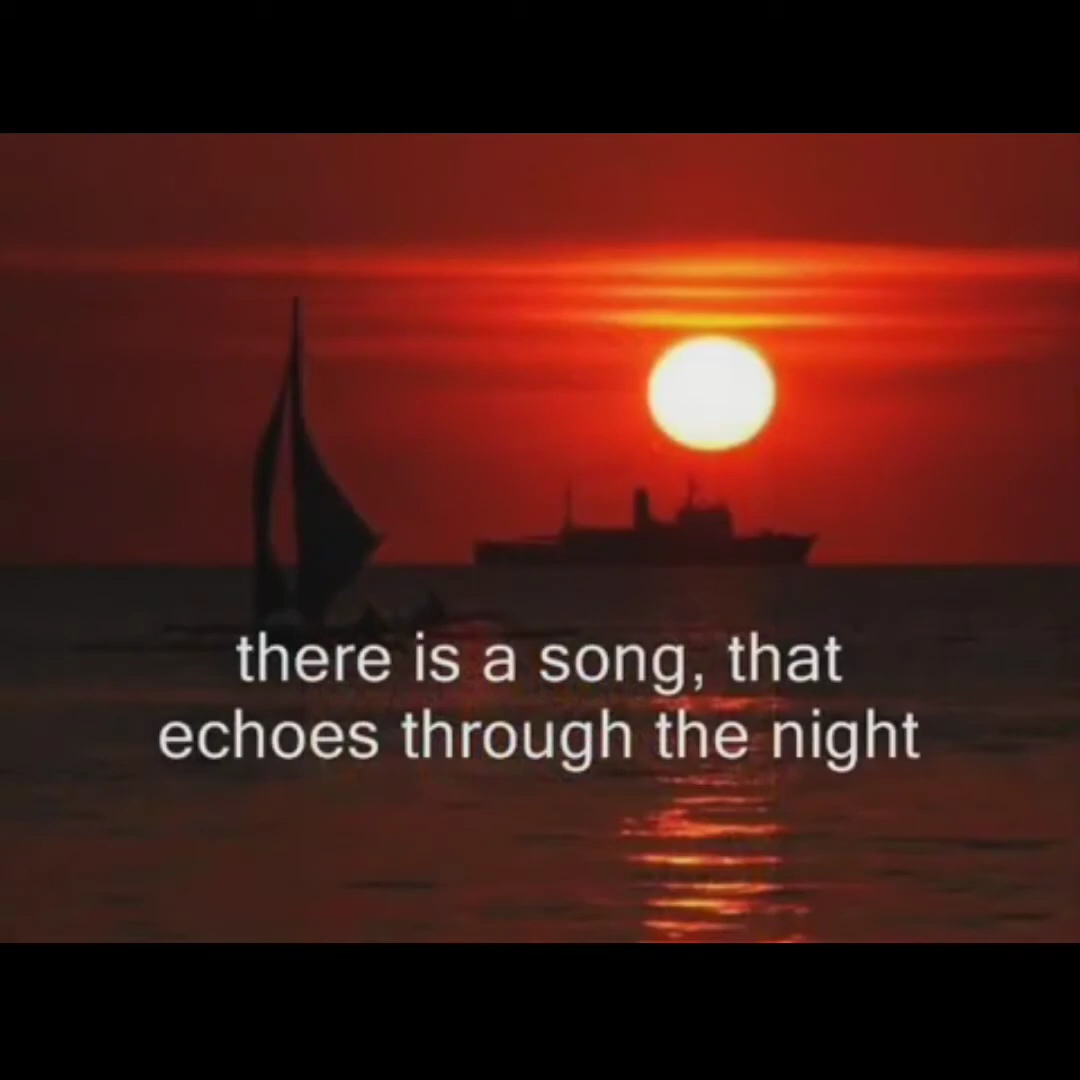 there is a song, that
echoes through the night